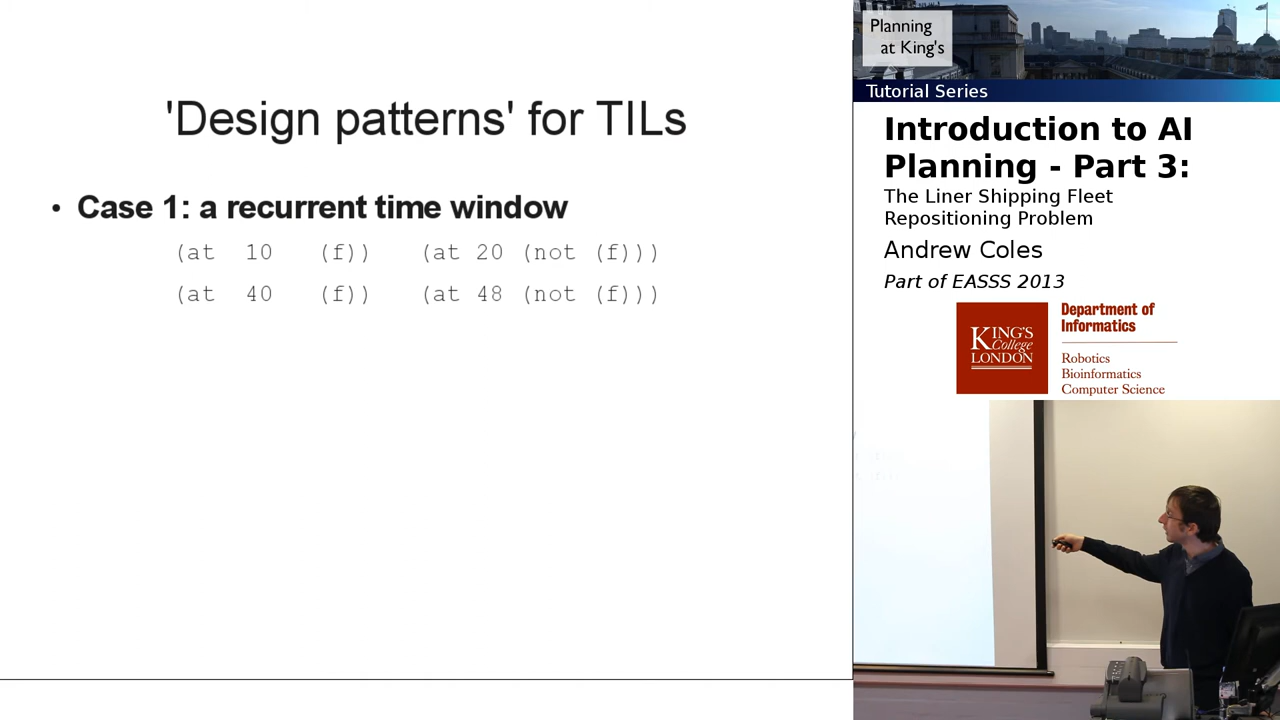 'Design patterns' for TILs
• Case 1: a recurrent time window
(at 10 (f)) (at 20 (not (f)))
(at 40 (f)) (at 48 (not (f)))
Planning
at King's
Tutorial Series
Introduction to AI
Planning - Part 3:
The Liner Shipping Fleet
Repositioning Problem
Andrew Coles
Part of EASSS 2013
KING'S
College
LONDON
Department of
Informatics
Robotics
Bioinformatics
Computer Science